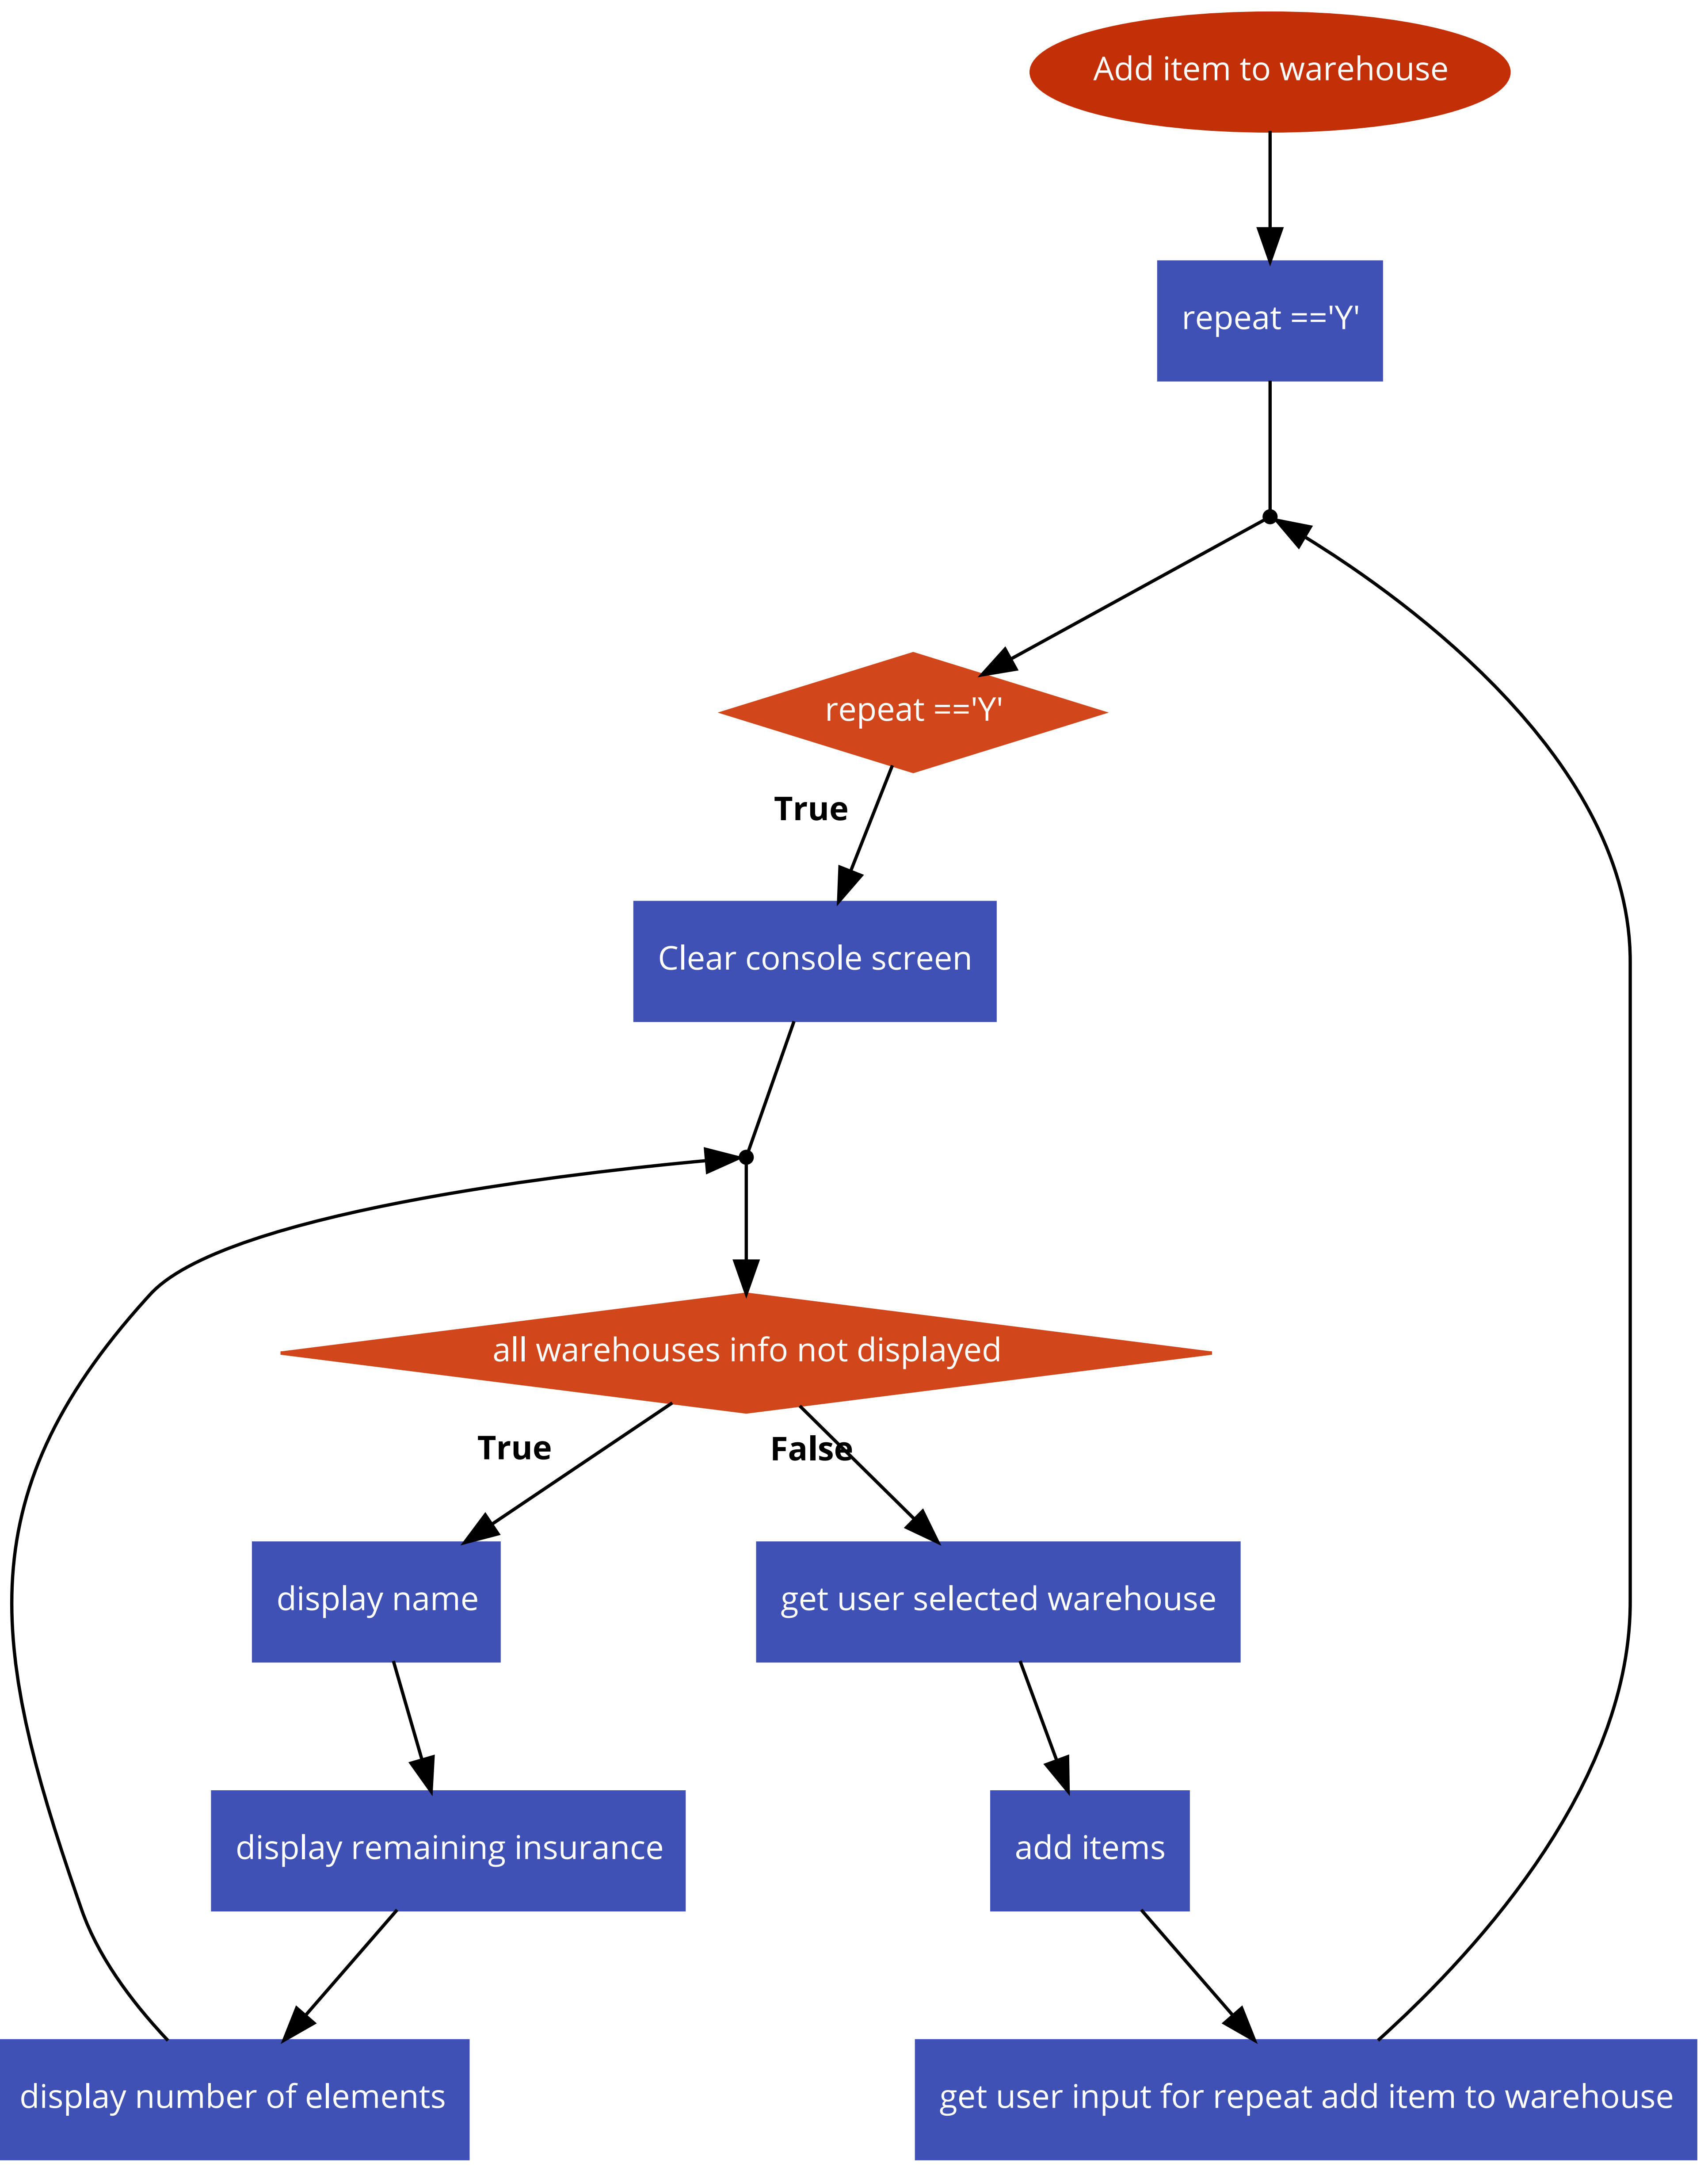 Add item to warehouse
repeat =='Y'
repeat =='Y'
True
Clear console screen
all warehouses info not displayed
True
False
display name
get user selected warehouse
display remaining insurance
add items
display number of elements
get user input for repeat add item to warehouse